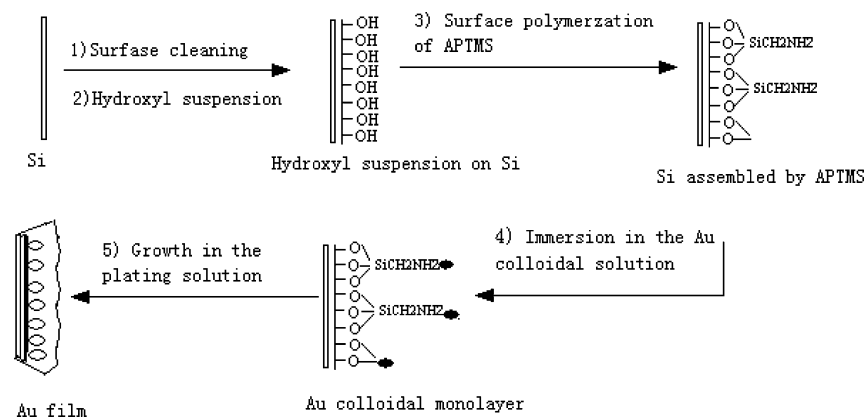 1)Surfase cleaning
2)Hydroxyl suspension
Si
OH
OH
OH
OH
OH
OH
OH
OH
Hydroxyl suspension on Si
3) Surface polymerzation
of APTMS
O
O
O
O
O
O
O
O
SiCH2NH2
SiCH2NH2
Si assembled by APTMS
4) Immersion in the Au
colloidal solution
O
O
O
O
O
O
O
O
SiCH2NH2
SiCH2NH2
Au colloidal monolayer
5) Growth in the
plating solution
Au film